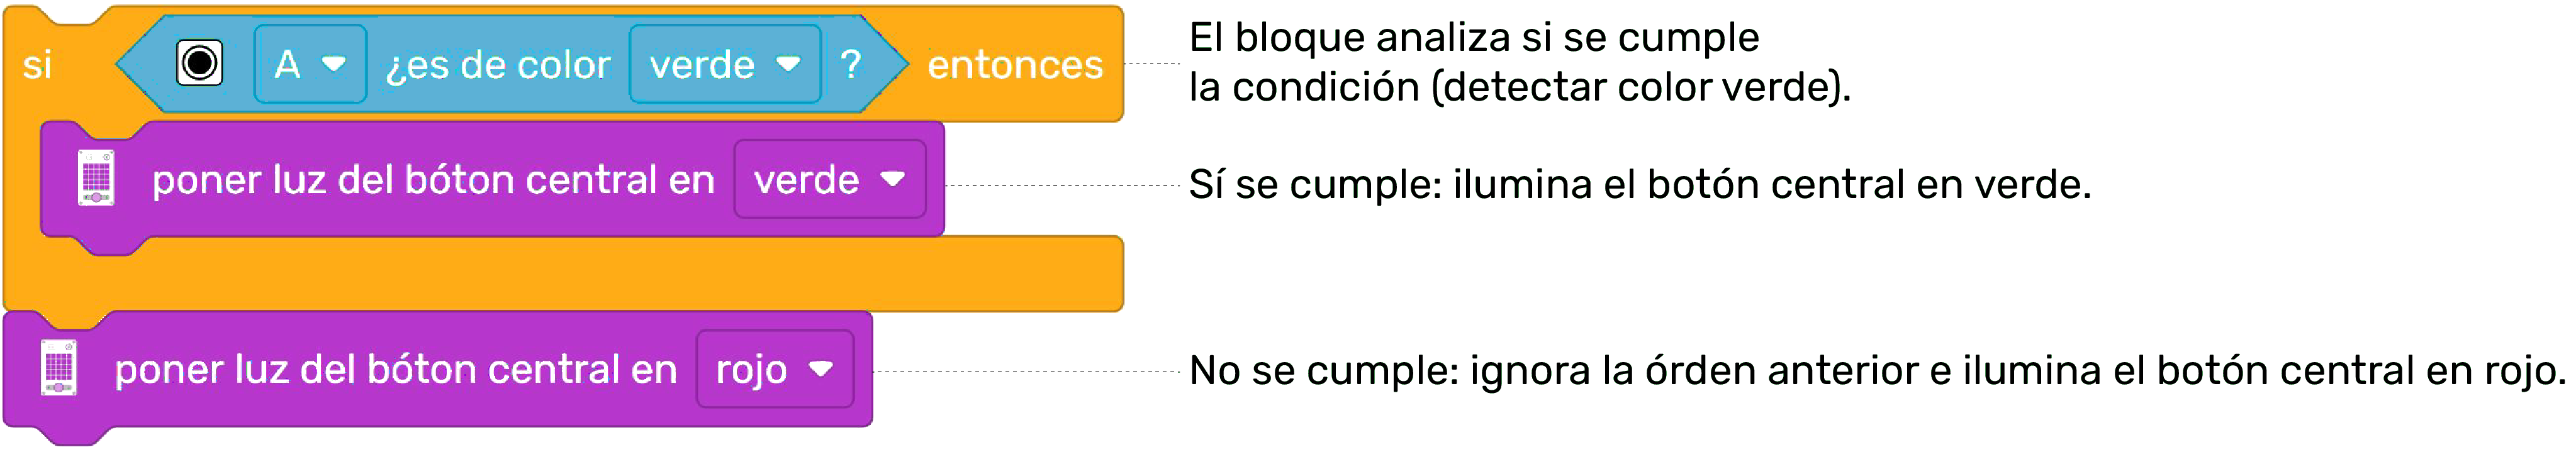 si A ¿es de color verde ? entonces
El bloque analiza si se cumple
la condición (detectar color verde).
poner luz del bóton central en verde
Sí se cumple: ilumina el botón central en verde.
poner luz del bóton central en rojo
No se cumple: ignora la órden anterior e ilumina el botón central en rojo.